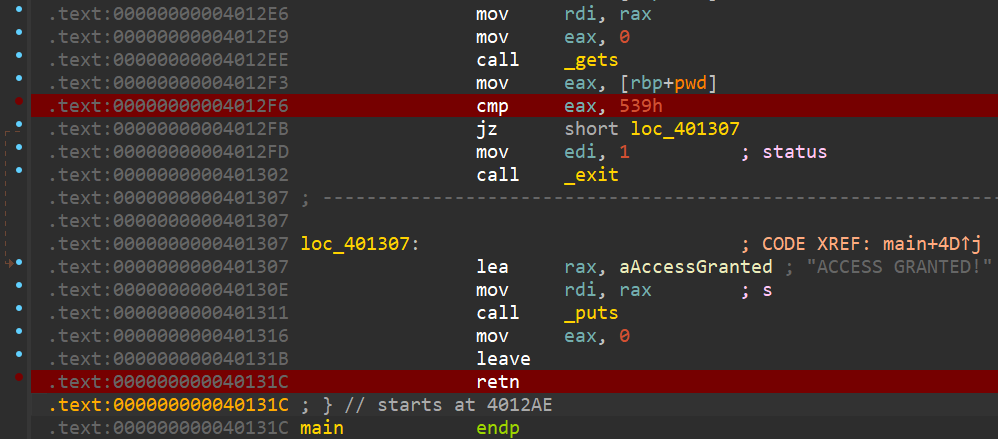 .text:00000000004012E6 mov rdi, rax
.text:00000000004012E9 mov eax, 0
.text:00000000004012EE call _gets
.text:00000000004012F3 mov eax, [rbp+pwd]
.text:00000000004012F6 cmp eax, 539h
.text:00000000004012FB jz short loc_401307
.text:00000000004012FD mov edi, 1 ; status
.text:0000000000401302 call _exit
.text:0000000000401307 ; ---------------------------------------------------------------
.text:0000000000401307
.text:0000000000401307 loc_401307: ; CODE XREF: main+4D↑j
.text:0000000000401307 lea rax, aAccessGranted ; "ACCESS GRANTED!"
.text:000000000040130E mov rdi, rax ; s
.text:0000000000401311 call _puts
.text:0000000000401316 mov eax, 0
.text:000000000040131B leave
.text:000000000040131C retn
.text:000000000040131C ; } // starts at 4012AE
.text:000000000040131C main endp